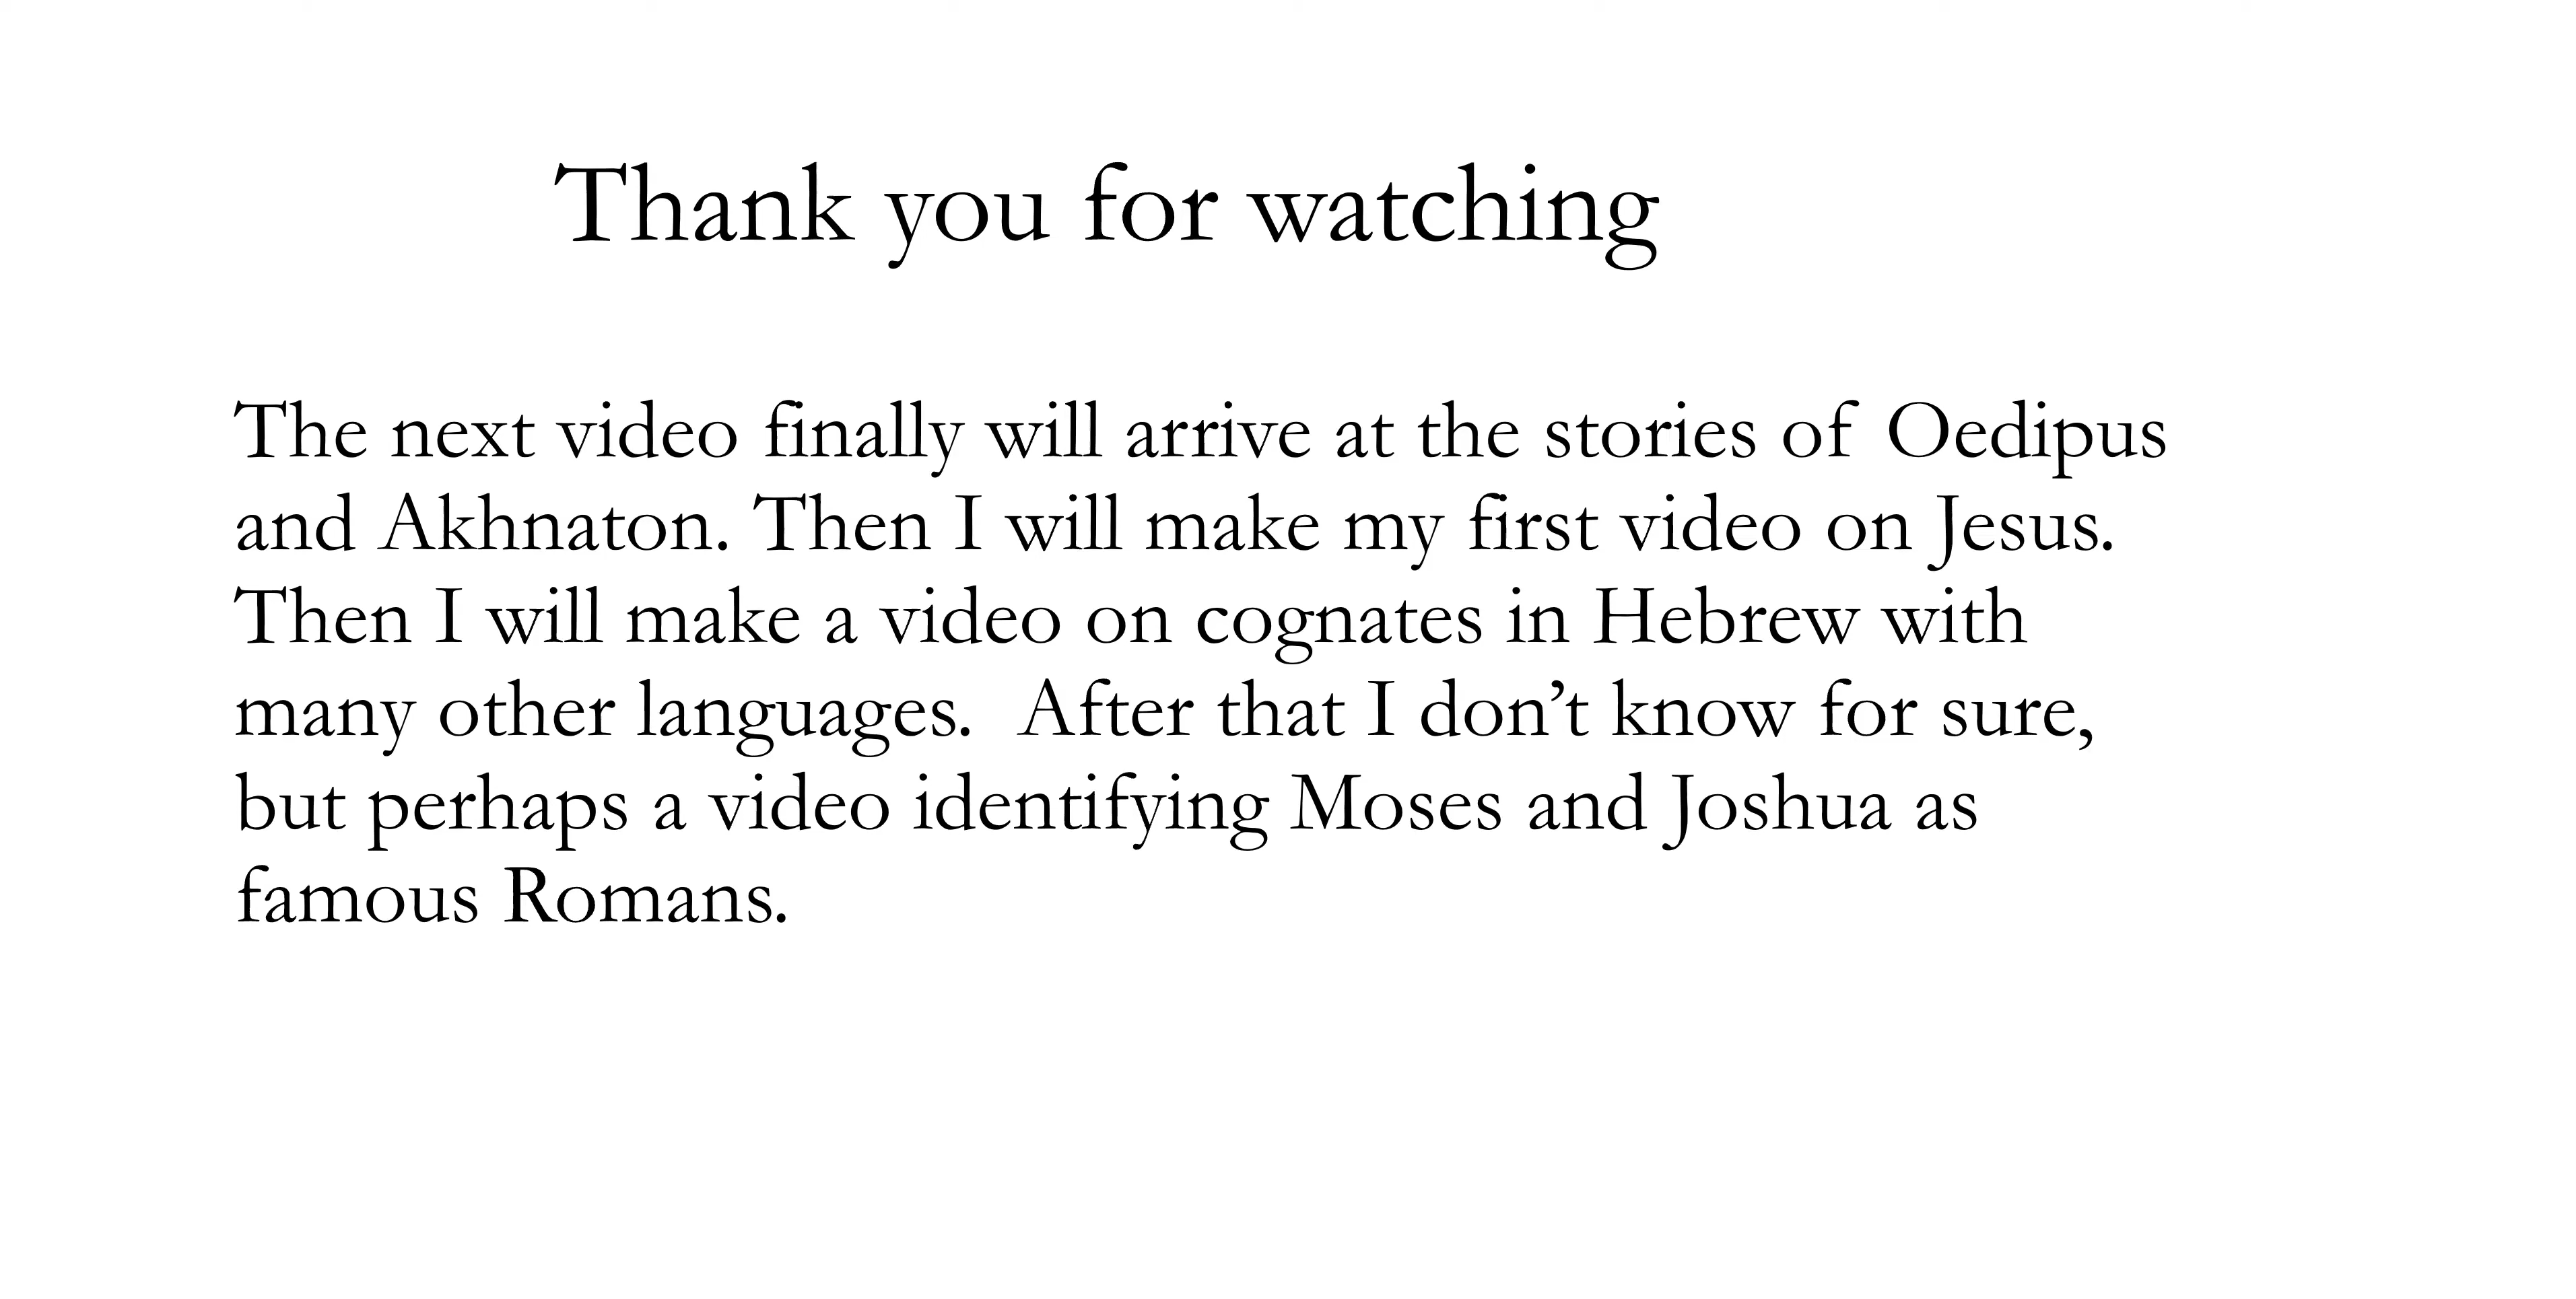 Thank you for watching
The next video finally will arrive at the stories of Oedipus
and Akhnaton. Then I will make my first video on Jesus.
Then I will make a video on cognates in Hebrew with
many other languages.  After that I don’t know for sure,
but perhaps a video identifying Moses and Joshua as
famous Romans.